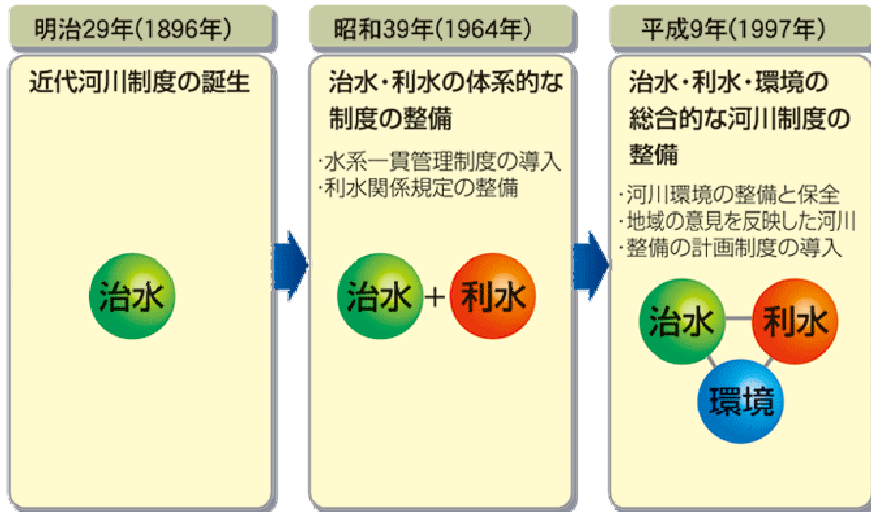 明治29年(1896年)
近代河川制度の誕生
治水
昭和39年(1964年)
治水・利水の体系的な
制度の整備
・水系一貫管理制度の導入
・利水関係規定の整備
治水+利水
平成9年(1997年)
治水・利水・環境の
総合的な河川制度の
整備
・河川環境の整備と保全
・地域の意見を反映した河川
・整備の計画制度の導入
治水 利水
環境